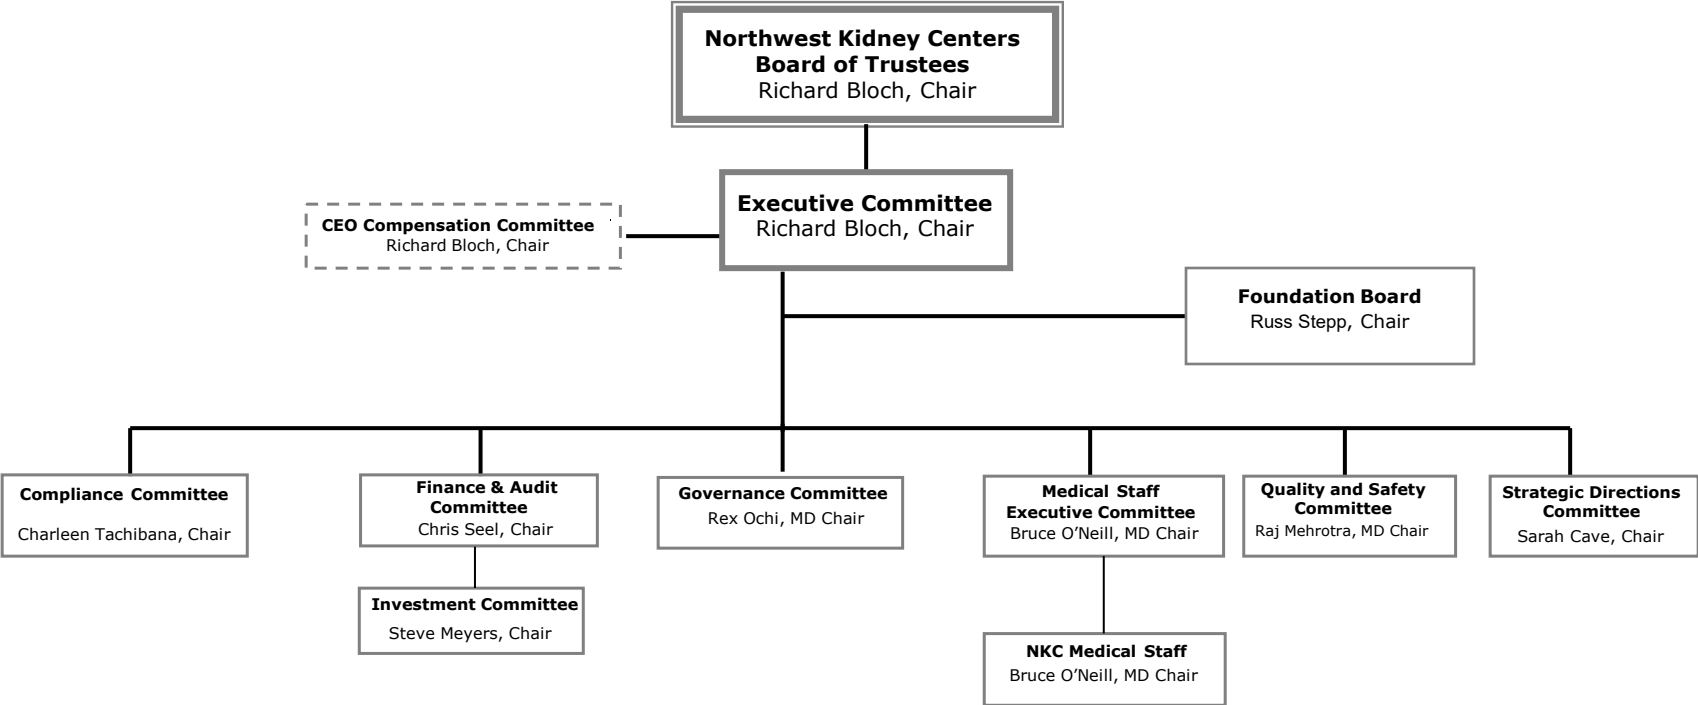 Northwest Kidney Centers
Board of Trustees
Richard Bloch, Chair
Executive Committee
Richard Bloch, Chair
CEO Compensation Committee
Richard Bloch, Chair
Foundation Board
Russ Stepp, Chair
Compliance Committee
Charleen Tachibana, Chair
Finance & Audit
Committee
Chris Seel, Chair
Governance Committee
Rex Ochi, MD Chair
Medical Staff
Executive Committee
Bruce O’Neill, MD Chair
Quality and Safety
Committee
Raj Mehrotra, MD Chair
Strategic Directions
Committee
Sarah Cave, Chair
Investment Committee
Steve Meyers, Chair
NKC Medical Staff
Bruce O’Neill, MD Chair